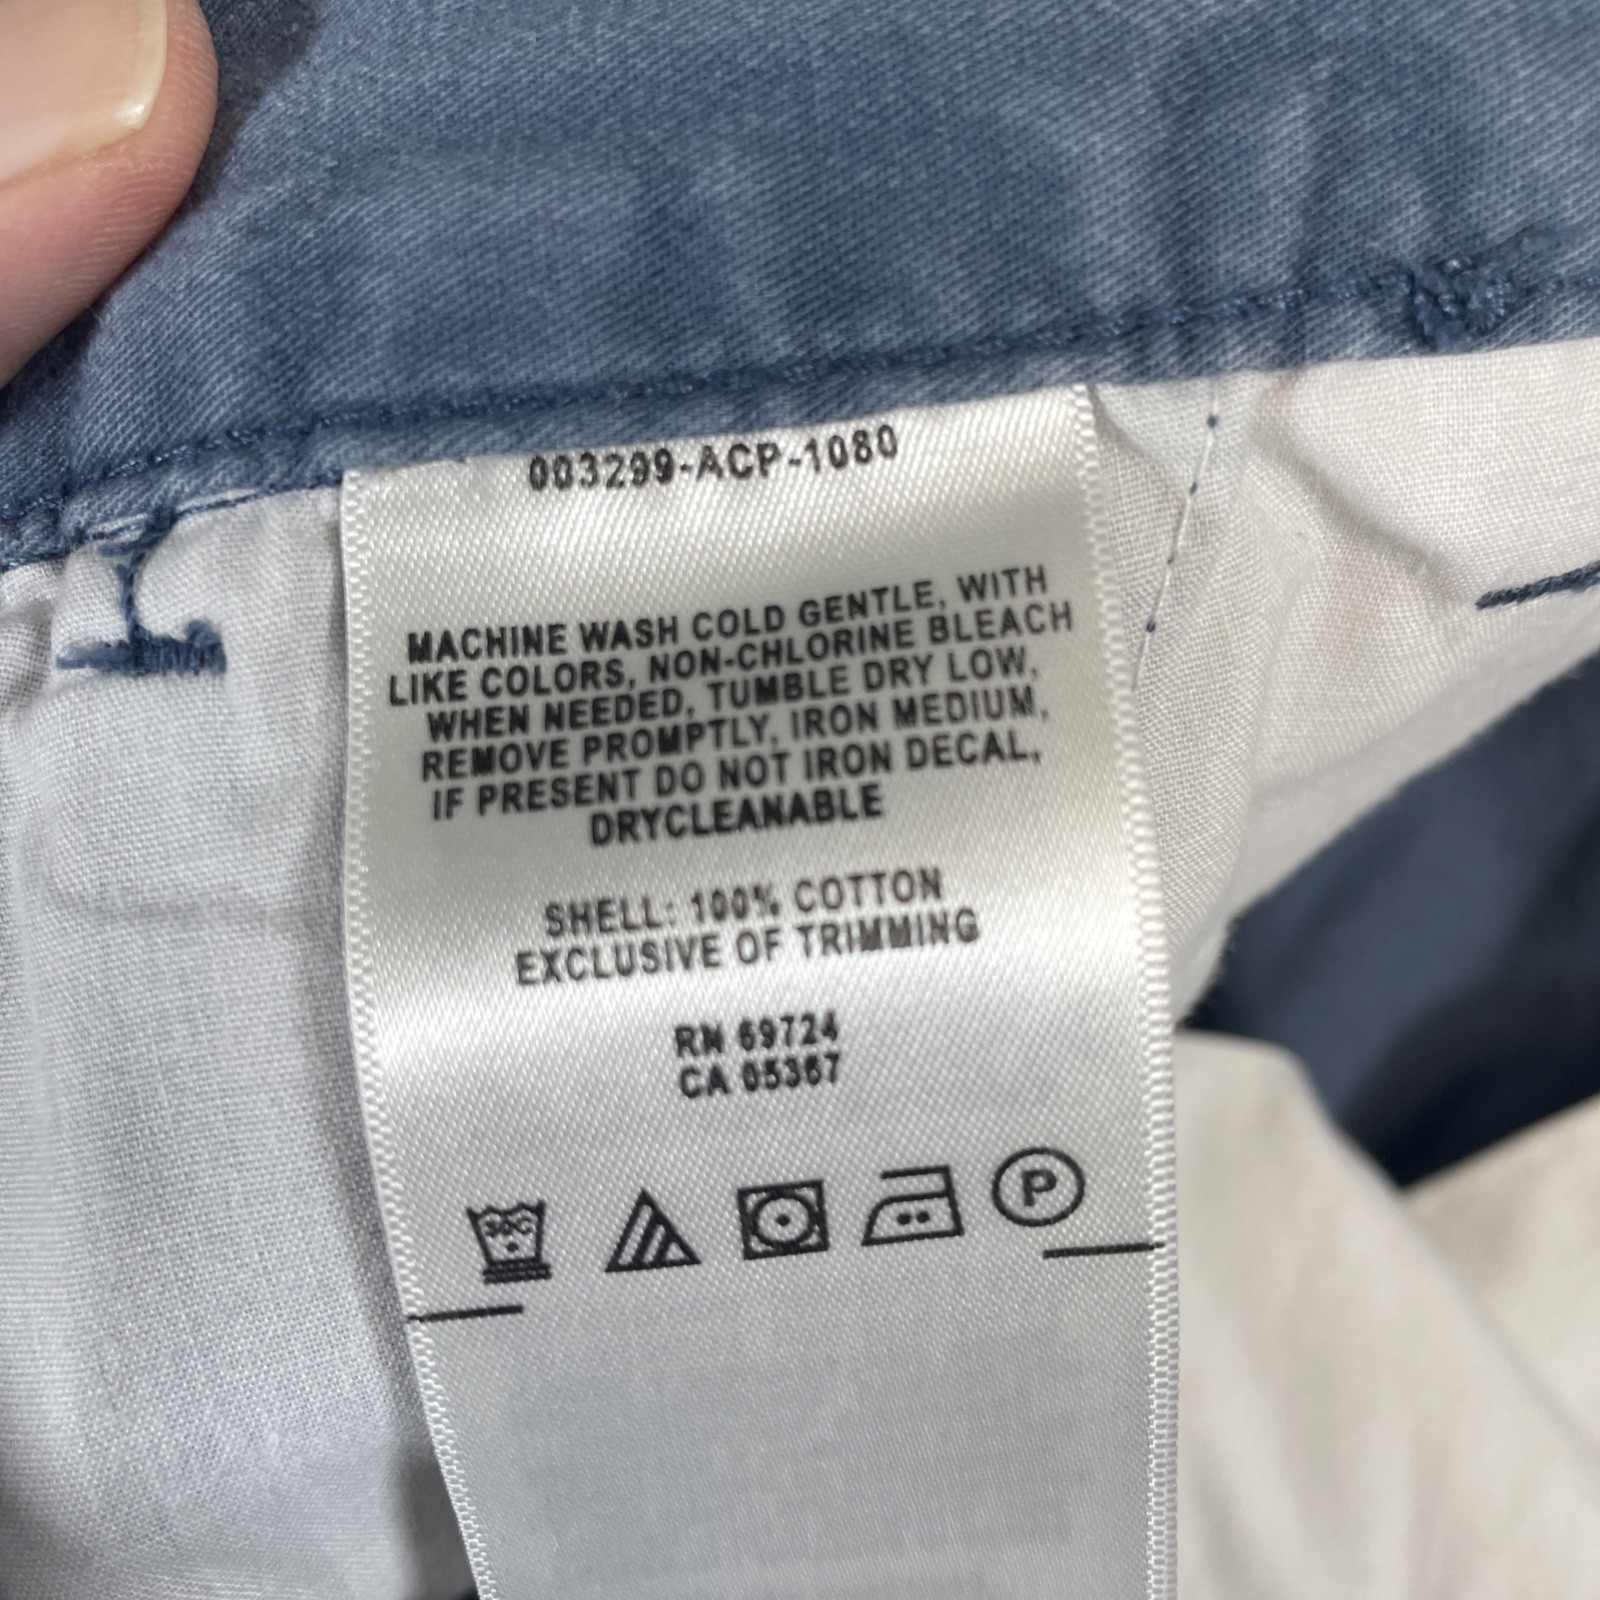 003299-ACP-1080
MACHINE WASH COLD GENTLE, WITH
LIKE COLORS, NON-CHLORINE BLEACH
WHEN NEEDED, TUMBLE DRY LOW,
REMOVE PROMPTLY, IRON MEDIUM,
IF PRESENT DO NOT IRON DECAL,
DRYCLEANABLE
SHELL: 100% COTTON
EXCLUSIVE OF TRIMMING
RN 69724
CA 05367
30C
P